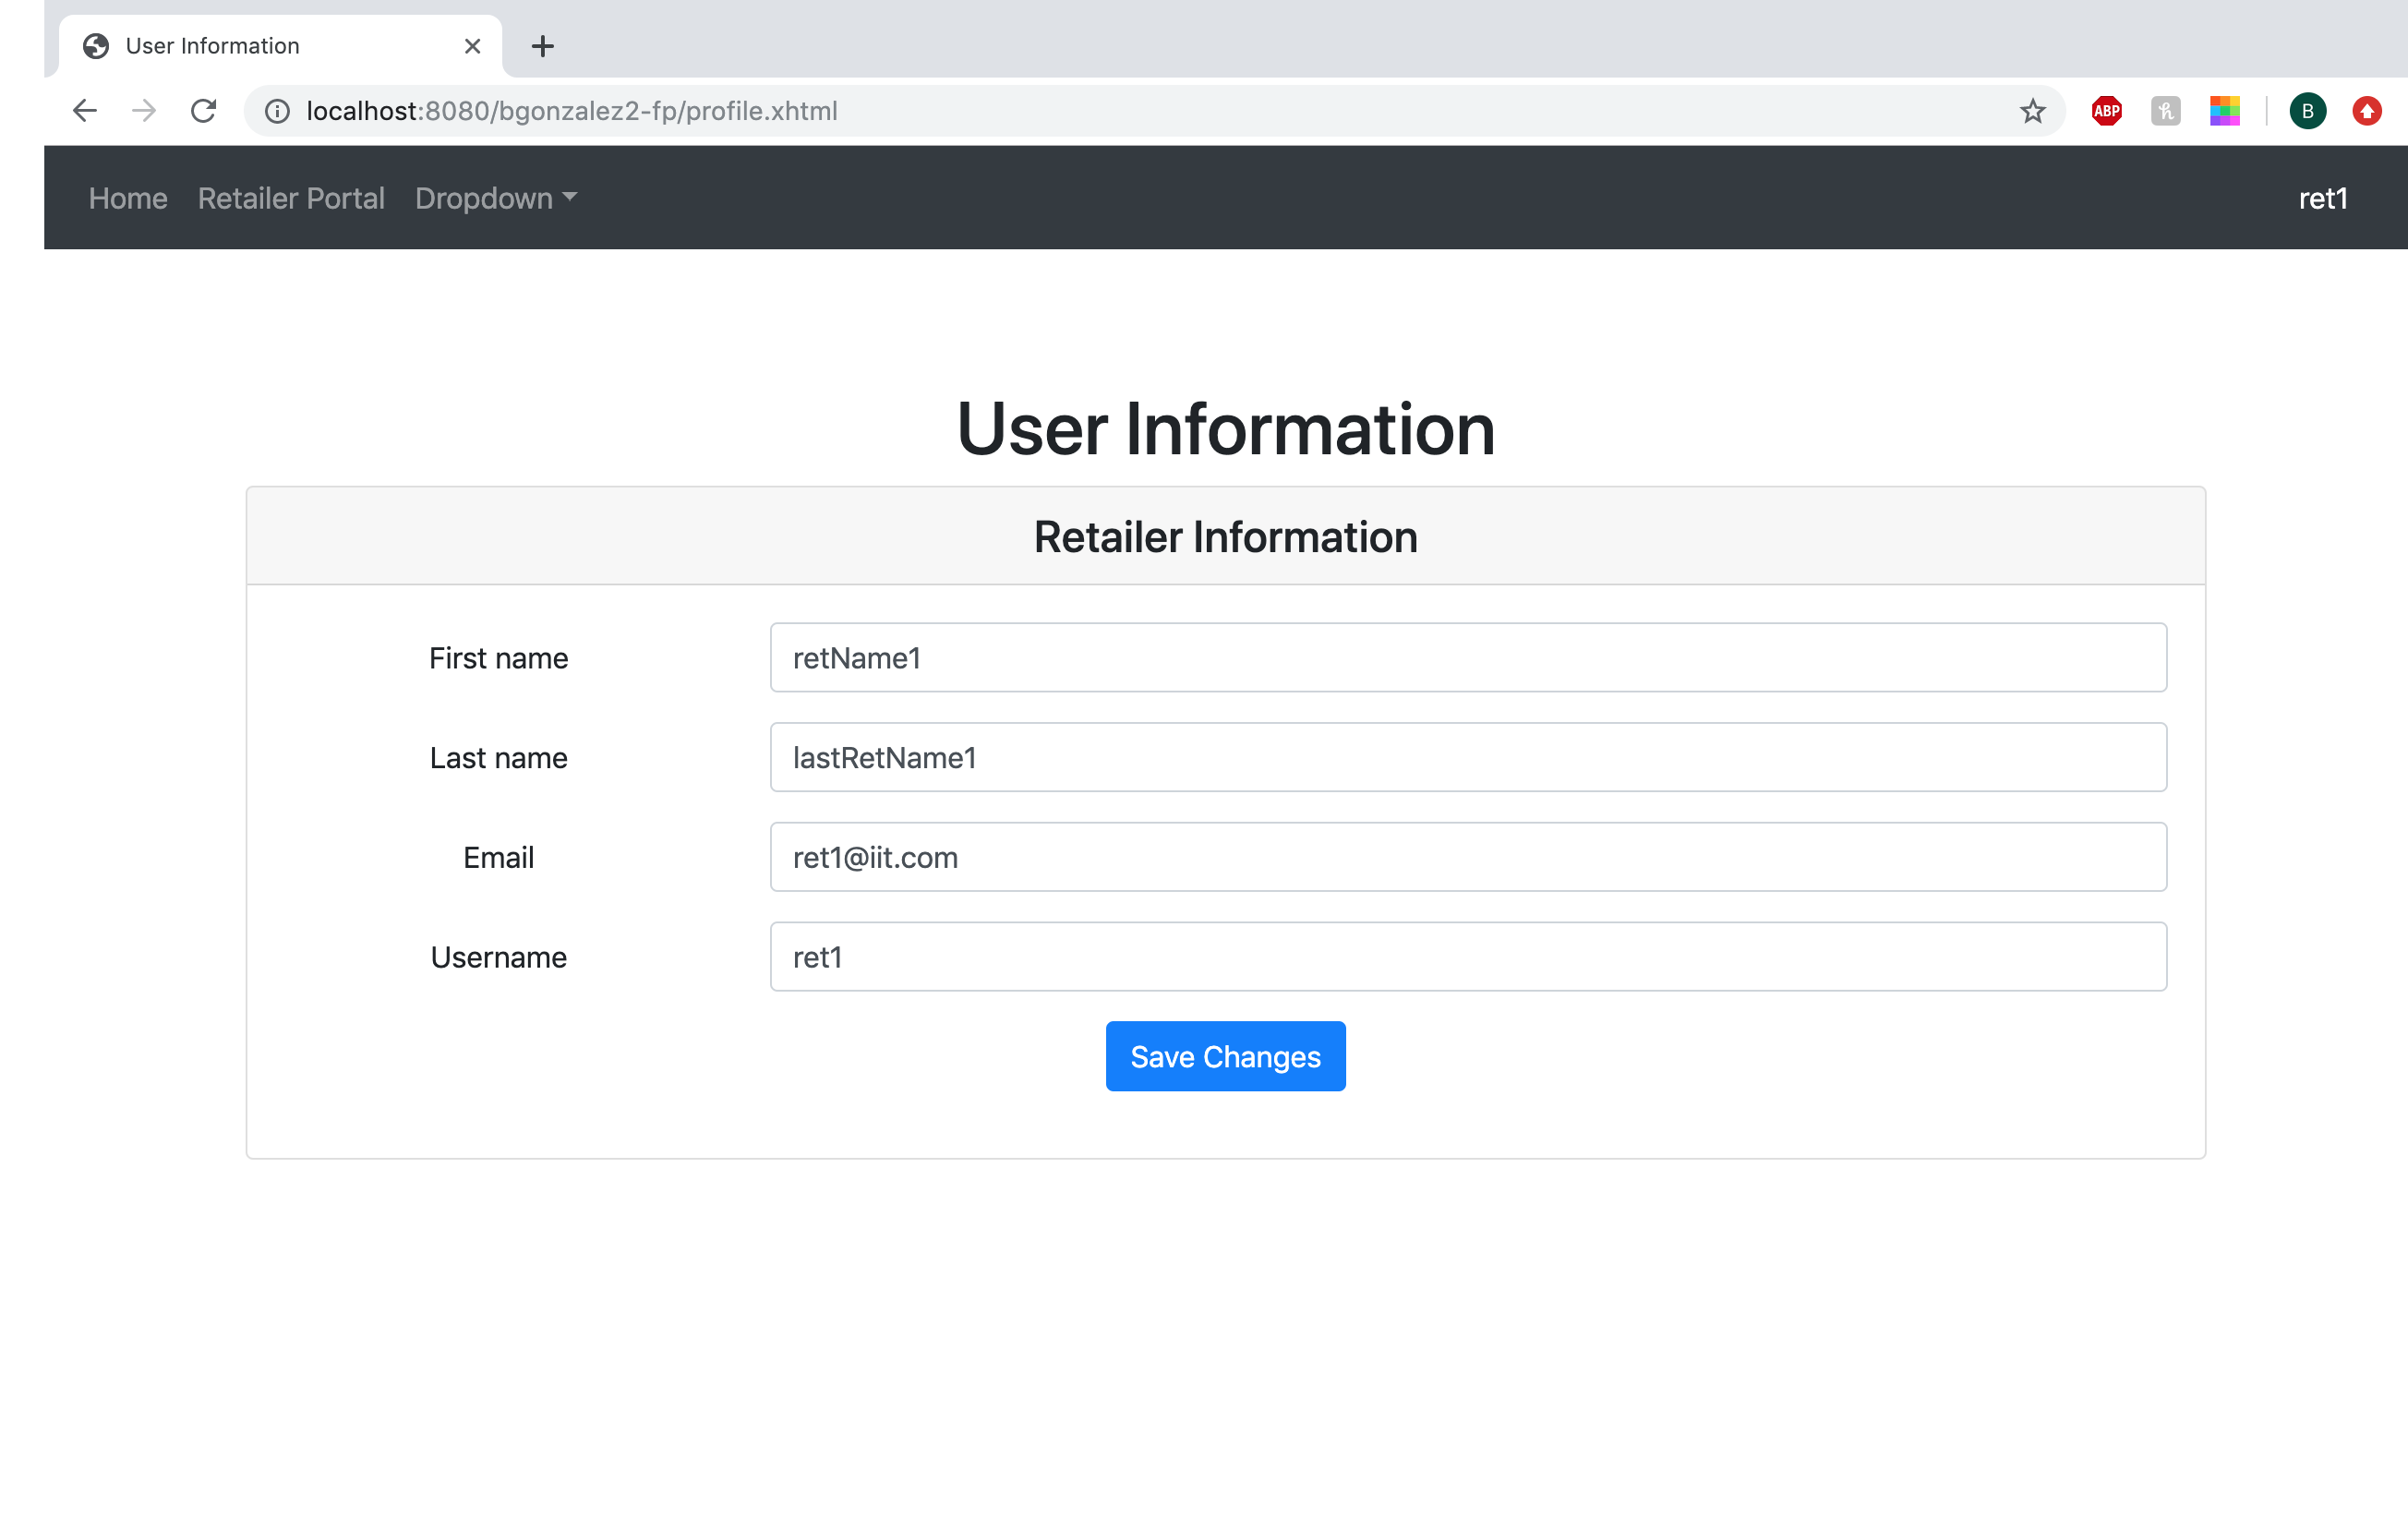 User Information
localhost:8080/bgonzalez2-fp/profile.xhtml
ABP
h
B
Home Retailer Portal Dropdown ret1
User Information
Retailer Information
First name retName1
Last name lastRetName1
Email ret1@iit.com
Username ret1
Save Changes